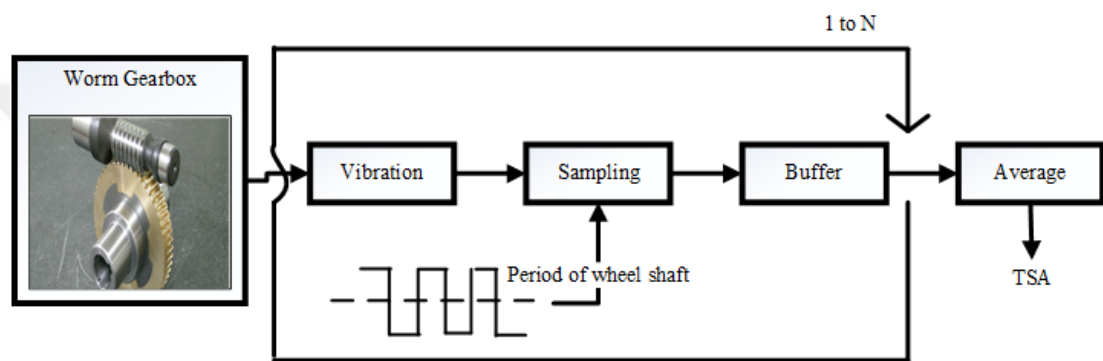 1 to N
Worm Gearbox
Vibration
Sampling
Buffer
Average
Period of wheel shaft
TSA